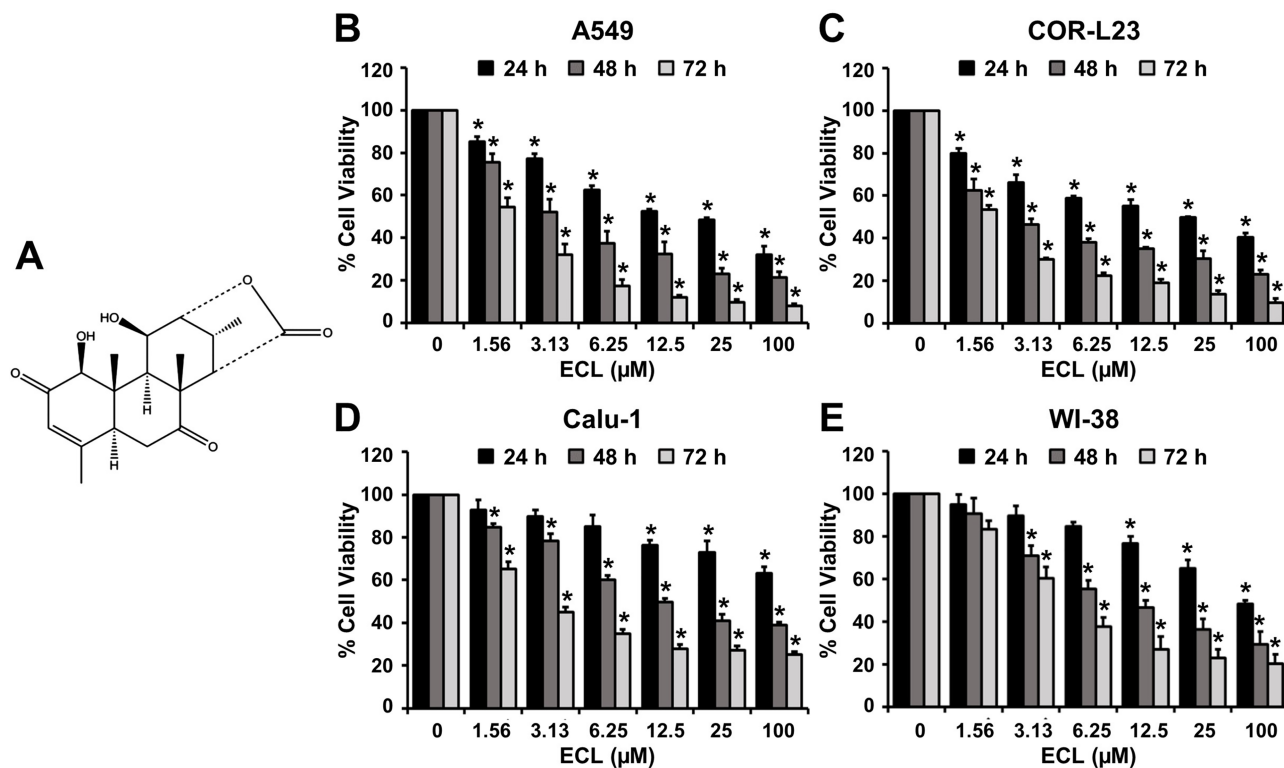 A
O
HO
O
OH
O
H
H
O
B
A549
24 h 48 h 72 h
% Cell Viability
120
100
80
60
40
20
0
* * * * * * * * * * * * * * * * * *
0 1.56 3.13 6.25 12.5 25 100
ECL (µM)
C
COR-L23
24 h 48 h 72 h
% Cell Viability
120
100
80
60
40
20
0
* * * * * * * * * * * * * * * * * *
0 1.56 3.13 6.25 12.5 25 100
ECL (µM)
D
Calu-1
24 h 48 h 72 h
% Cell Viability
120
100
80
60
40
20
0
* * * * * * * * * * * * * * *
0 1.56 3.13 6.25 12.5 25 100
ECL (µM)
E
WI-38
24 h 48 h 72 h
% Cell Viability
120
100
80
60
40
20
0
* * * * * * * * * * * * *
0 1.56 3.13 6.25 12.5 25 100
ECL (µM)